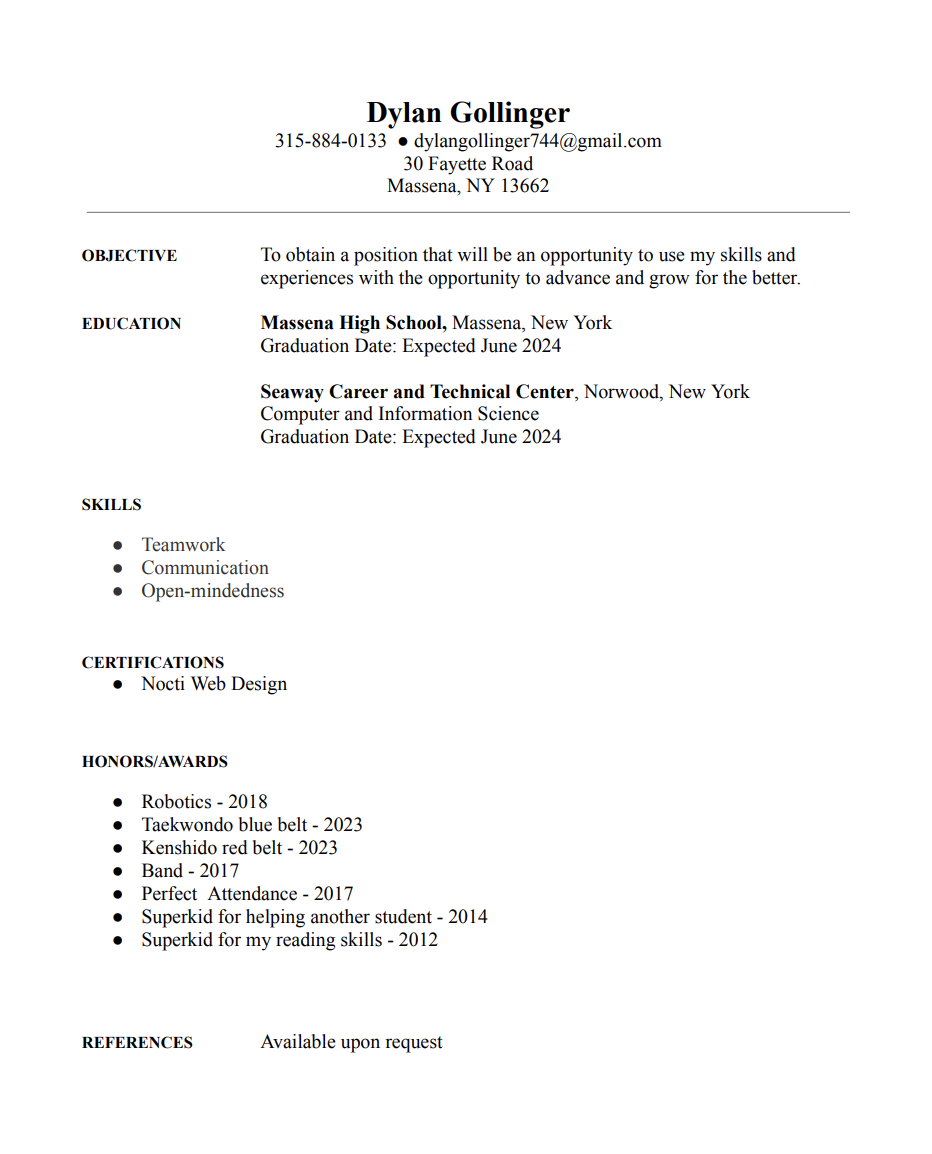 Dylan Gollinger
315-884-0133 ● dylangollinger744@gmail.com
30 Fayette Road
Massena, NY 13662
OBJECTIVE To obtain a position that will be an opportunity to use my skills and
experiences with the opportunity to advance and grow for the better.
EDUCATION Massena High School, Massena, New York
Graduation Date: Expected June 2024
Seaway Career and Technical Center, Norwood, New York
Computer and Information Science
Graduation Date: Expected June 2024
SKILLS
● Teamwork
● Communication
● Open-mindedness
CERTIFICATIONS
● Nocti Web Design
HONORS/AWARDS
● Robotics - 2018
● Taekwondo blue belt - 2023
● Kenshido red belt - 2023
● Band - 2017
● Perfect  Attendance - 2017
● Superkid for helping another student - 2014
● Superkid for my reading skills - 2012
REFERENCES Available upon request